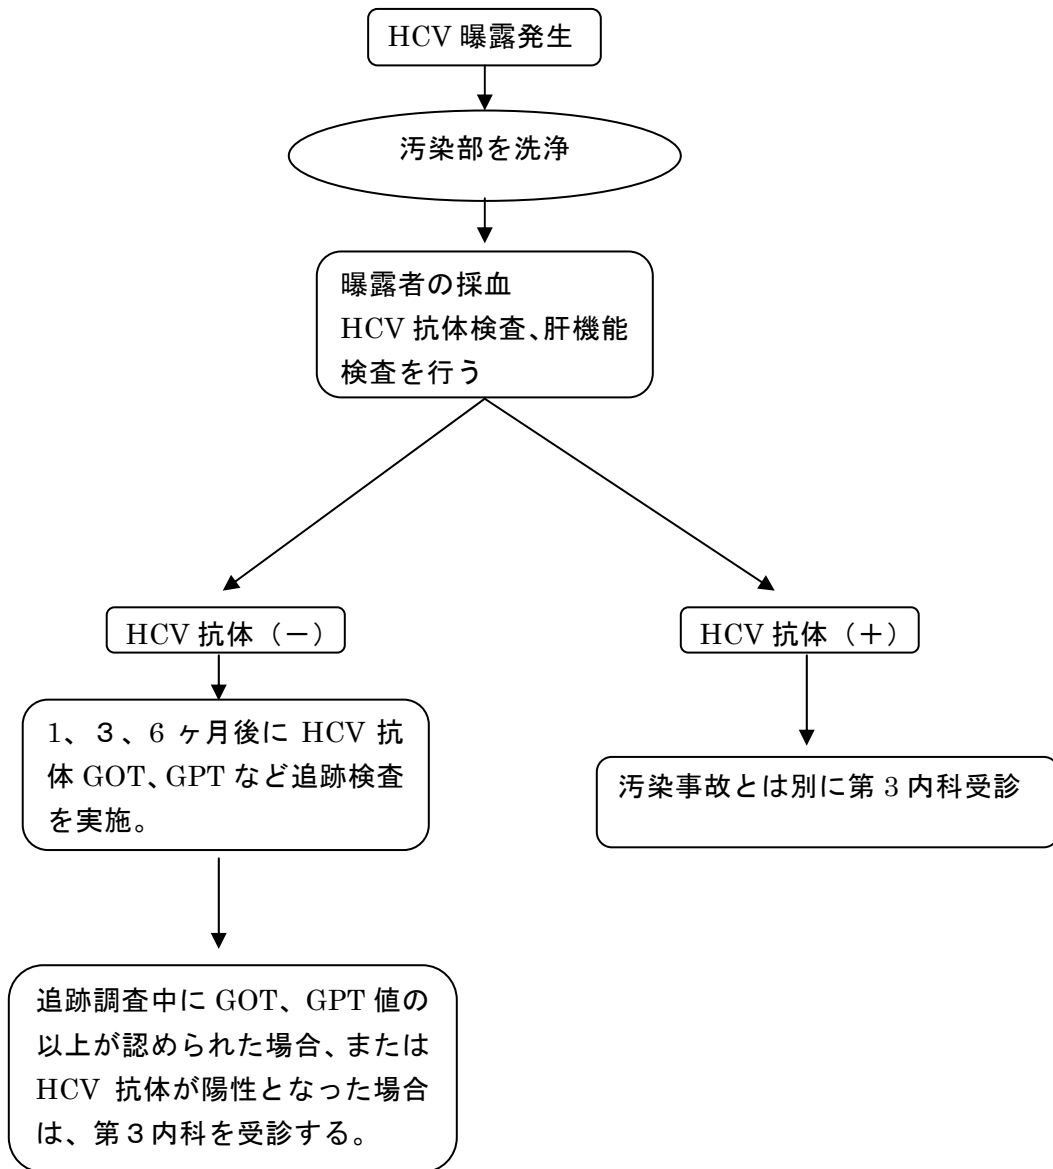 HCV 曝露発生
汚染部を洗浄
曝露者の採血
HCV 抗体検査、肝機能
検査を行う
HCV 抗体（－）
HCV 抗体（＋）
1、３、6 ヶ月後に HCV 抗
体 GOT、GPT など追跡検査
を実施。
汚染事故とは別に第 3 内科受診
追跡調査中に GOT、GPT 値の
以上が認められた場合、または
HCV 抗体が陽性となった場合
は、第３内科を受診する。